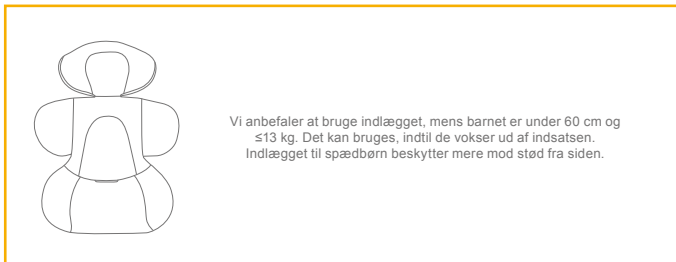 Vi anbefaler at bruge indlægget, mens barnet er under 60 cm og
≤13 kg. Det kan bruges, indtil de vokser ud af indsatsen.
Indlægget til spædbørn beskytter mere mod stød fra siden.